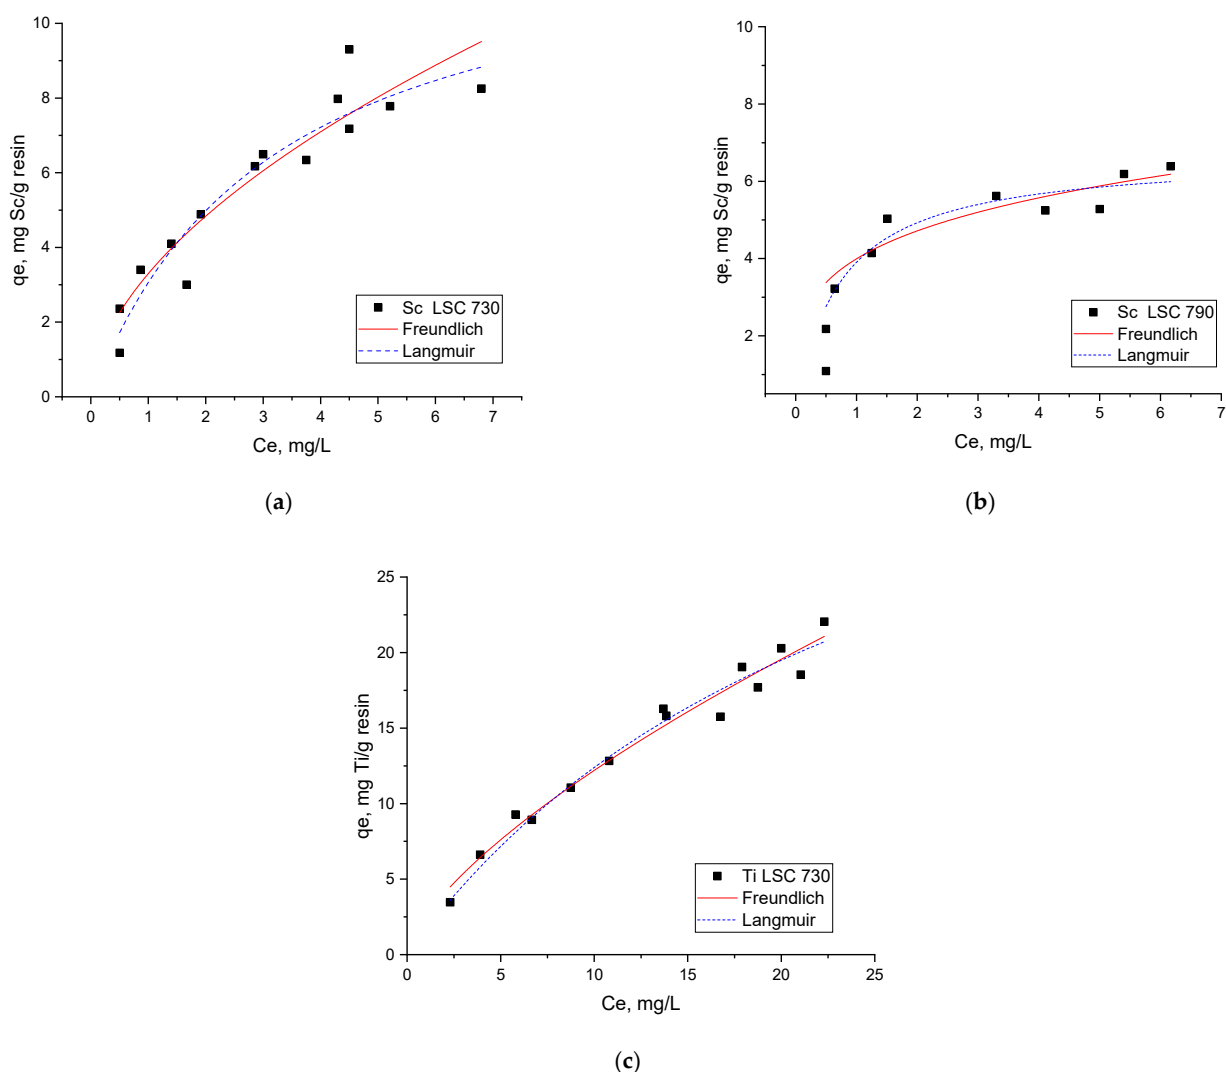 10
8
6
4
2
0
qe, mg Sc/g resin
Sc LSC 730
Freundlich
Langmuir
0 1 2 3 4 5 6 7
Ce, mg/L
(a)
10
8
6
4
2
qe, mg Sc/g resin
Sc LSC 790
Freundlich
Langmuir
0 1 2 3 4 5 6 7
Ce, mg/L
(b)
25
20
15
10
5
0
qe, mg Ti/g resin
Ti LSC 730
Freundlich
Langmuir
0 5 10 15 20 25
Ce, mg/L
(c)